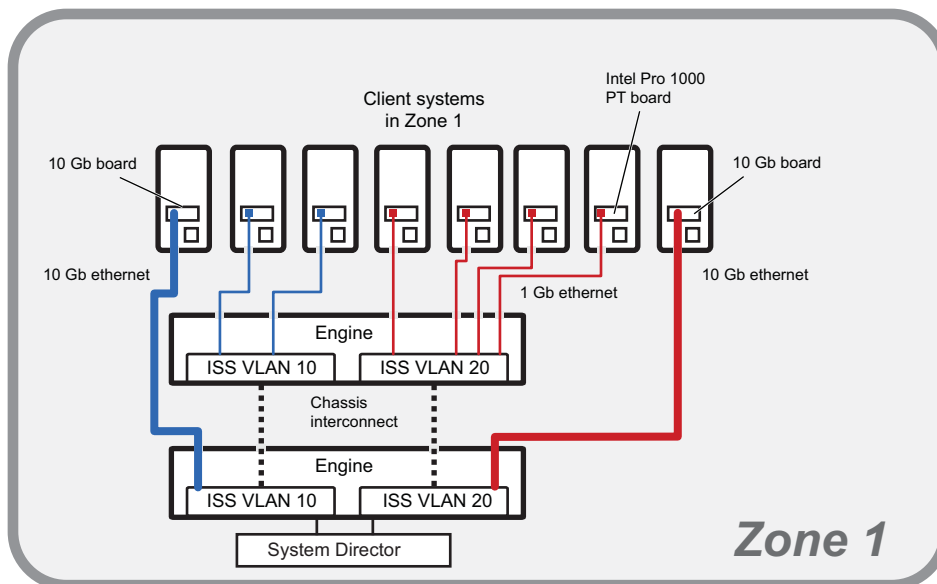 Intel Pro 1000
PT board
Client systems
in Zone 1
10 Gb board
10 Gb board
10 Gb ethernet
10 Gb ethernet
1 Gb ethernet
Engine
ISS VLAN 10
ISS VLAN 20
Chassis
interconnect
Engine
ISS VLAN 10
ISS VLAN 20
System Director
Zone 1